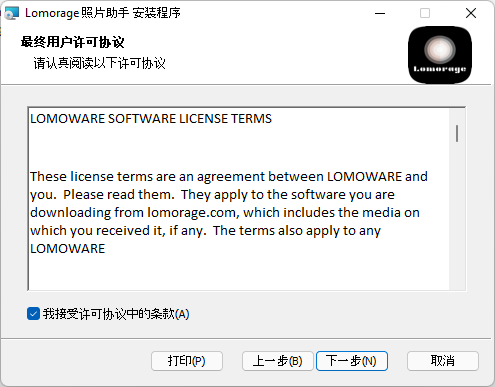 Lomorage 照片助手 安装程序
最终用户许可协议
请认真阅读以下许可协议
Lomorage
LOMOWARE SOFTWARE LICENSE TERMS
These license terms are an agreement between LOMOWARE and
you.  Please read them.  They apply to the software you are
downloading from lomorage.com, which includes the media on
which you received it, if any.  The terms also apply to any
LOMOWARE
我接受许可协议中的条款(A)
打印(P) 上一步(B) 下一步(N) 取消